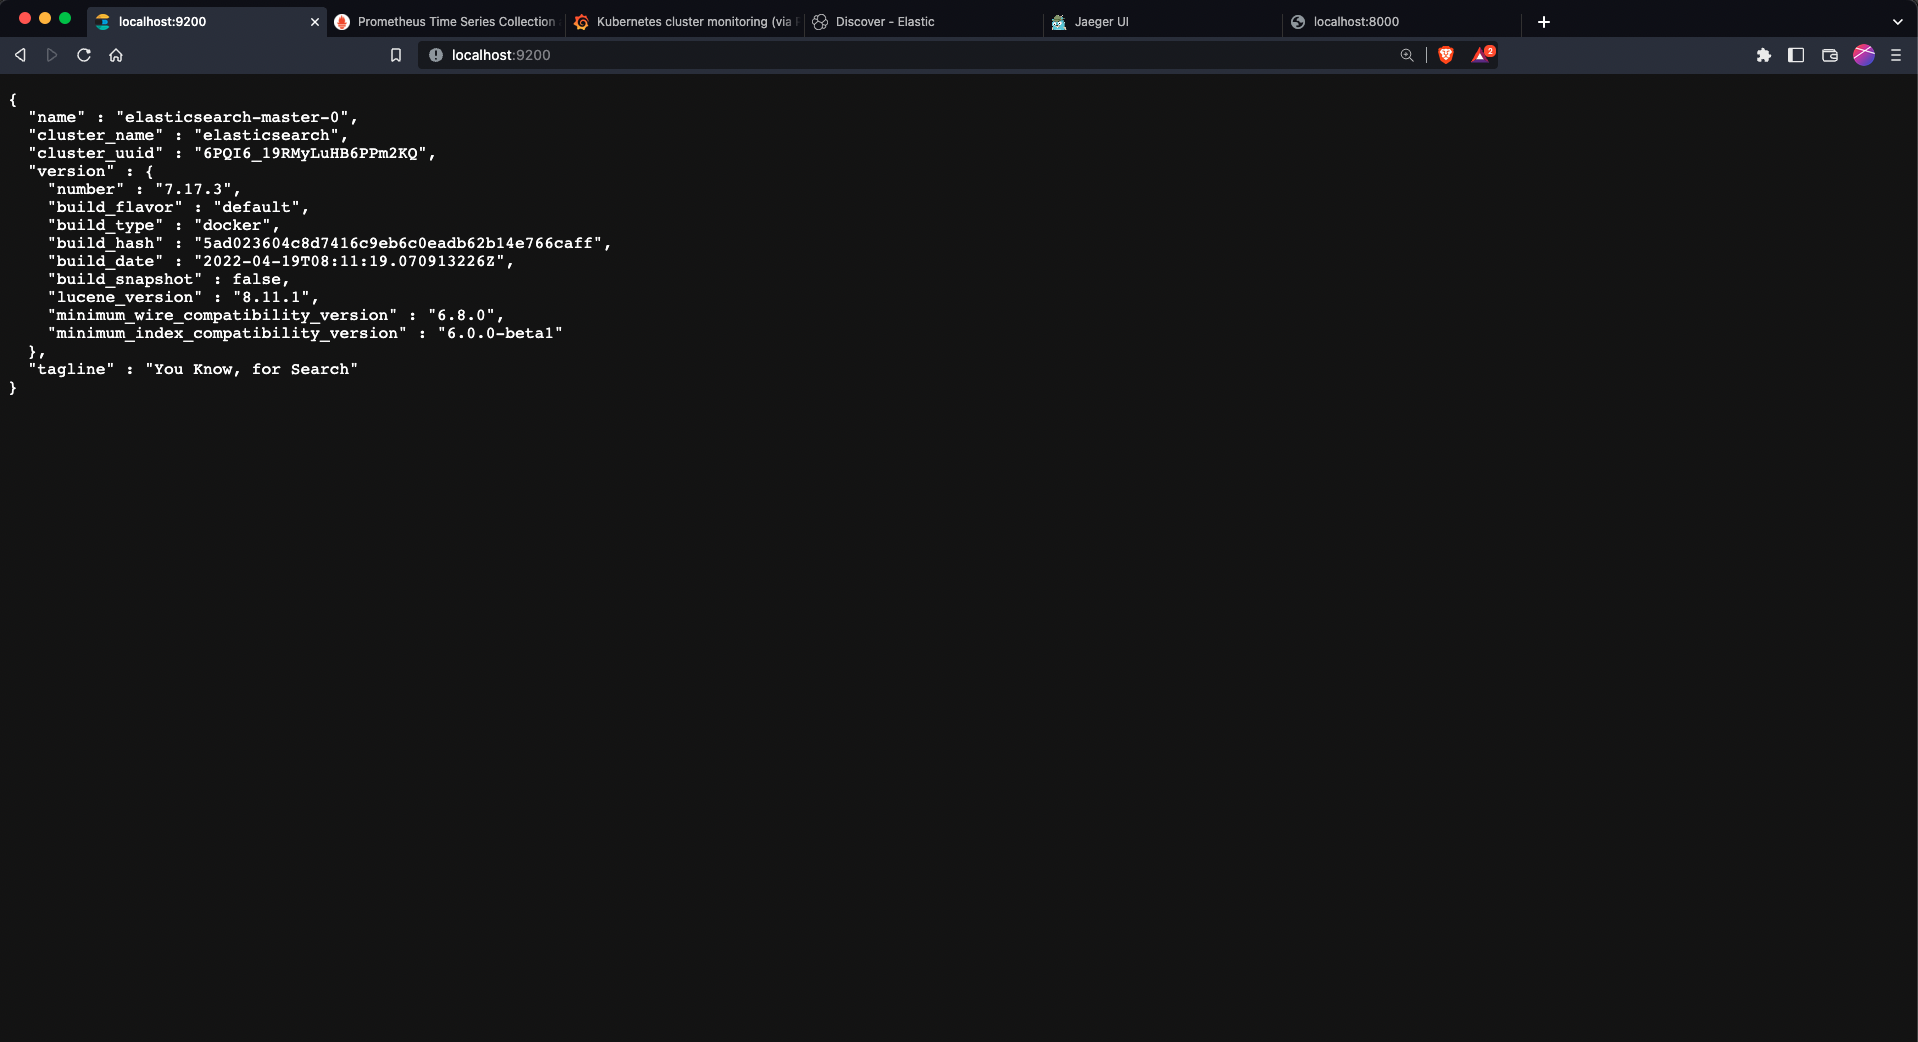 localhost:9200
Prometheus Time Series Collection
Kubernetes cluster monitoring (via
Discover - Elastic
Jaeger UI
localhost:8000
localhost:9200
2
{
"name" : "elasticsearch-master-0",
"cluster_name" : "elasticsearch",
"cluster_uuid" : "6PQI6_19RMyLuHB6PPm2KQ",
"version" : {
"number" : "7.17.3",
"build_flavor" : "default",
"build_type" : "docker",
"build_hash" : "5ad023604c8d7416c9eb6c0eadb62b14e766caff",
"build_date" : "2022-04-19T08:11:19.070913226Z",
"build_snapshot" : false,
"lucene_version" : "8.11.1",
"minimum_wire_compatibility_version" : "6.8.0",
"minimum_index_compatibility_version" : "6.0.0-beta1"
},
"tagline" : "You Know, for Search"
}